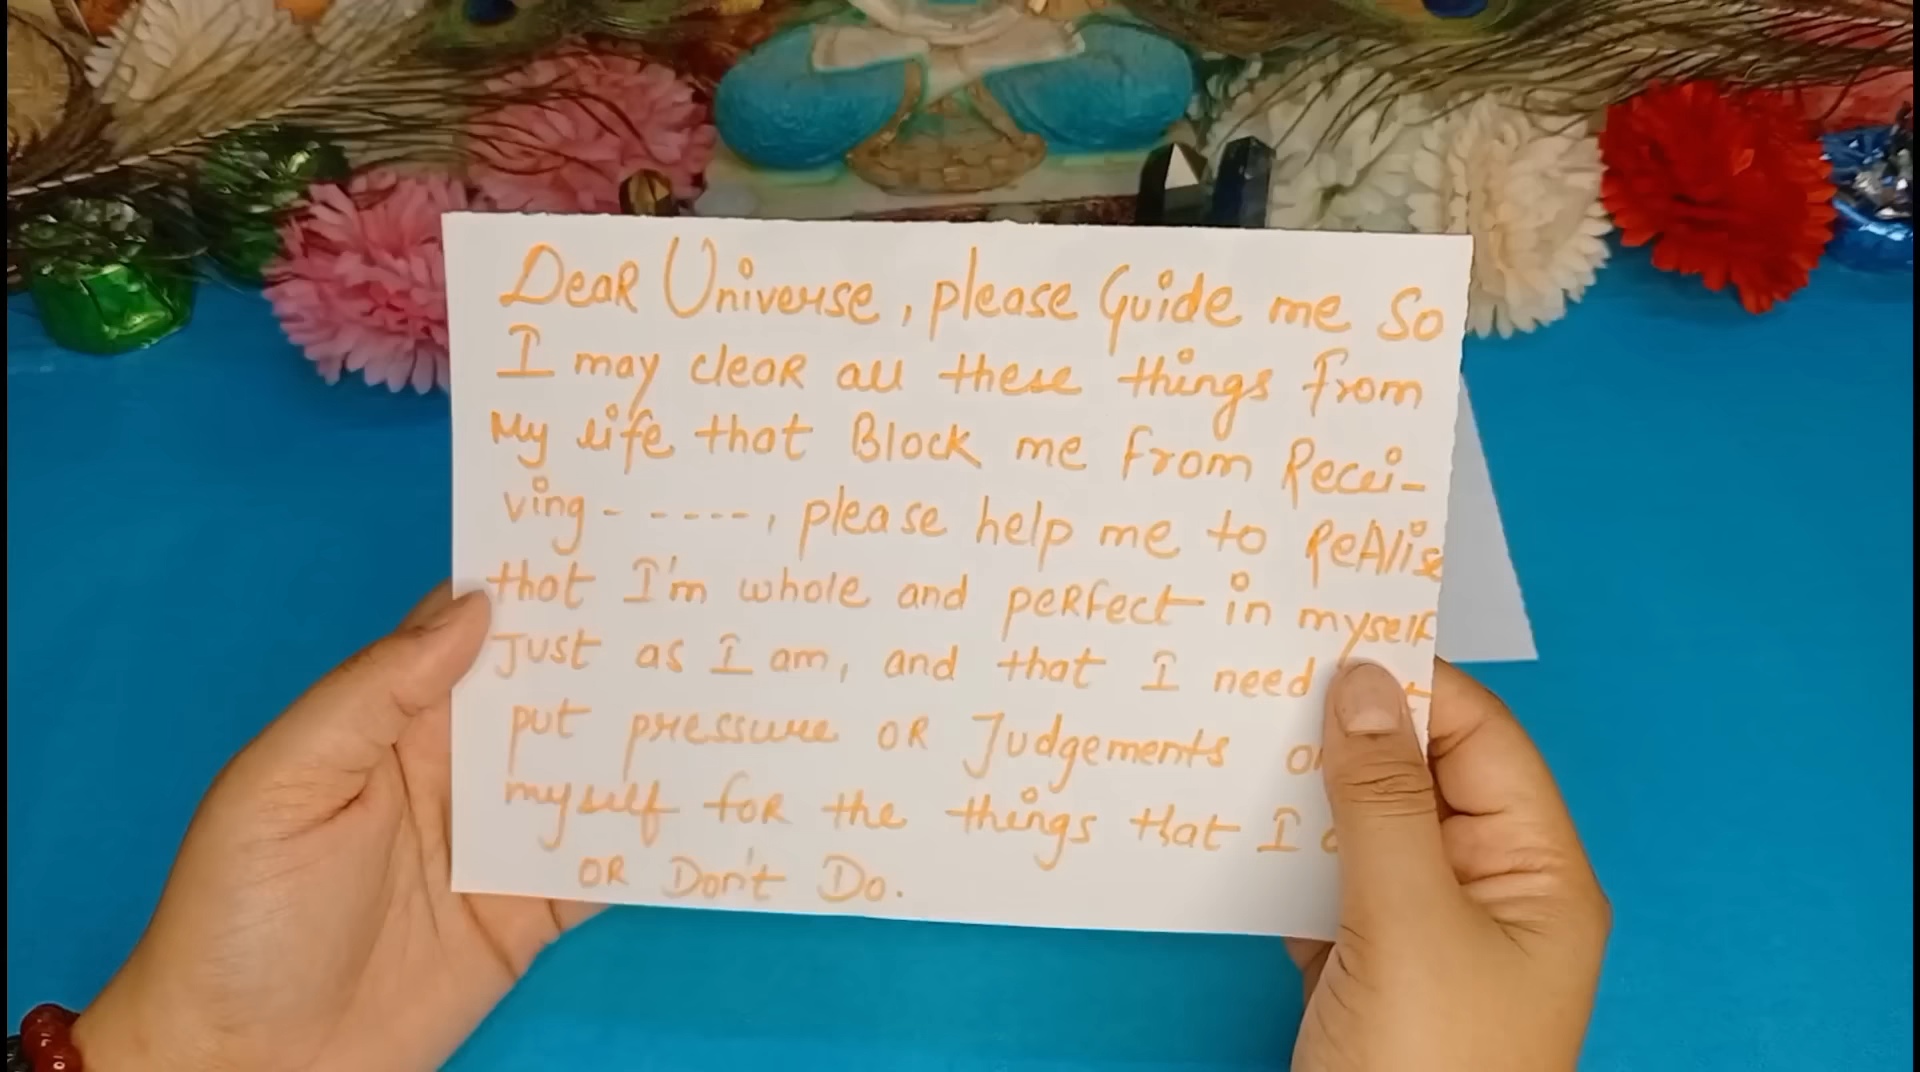 Dear Universe, please Guide me So
I may clear all these things from
My life that Block me from Recei-
ving - - - - - -, please help me to ReAlise
that I'm whole and perfect in myself
Just as I am, and that I need
put pressure OR Judgements
myself for the things that I
OR Don't Do.